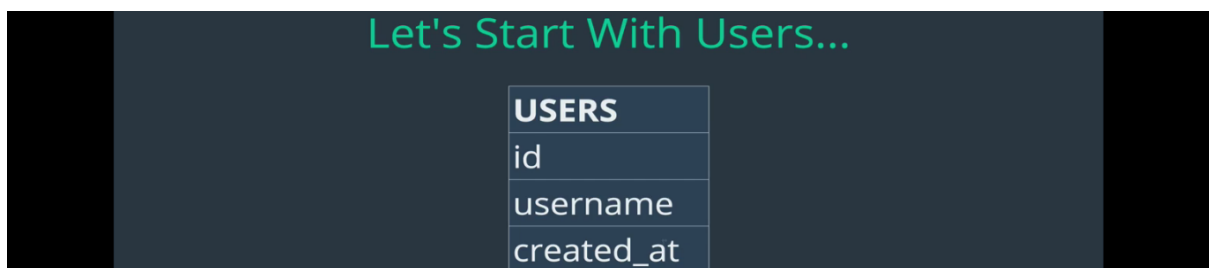 Let's Start With Users...
USERS
id
username
created_at